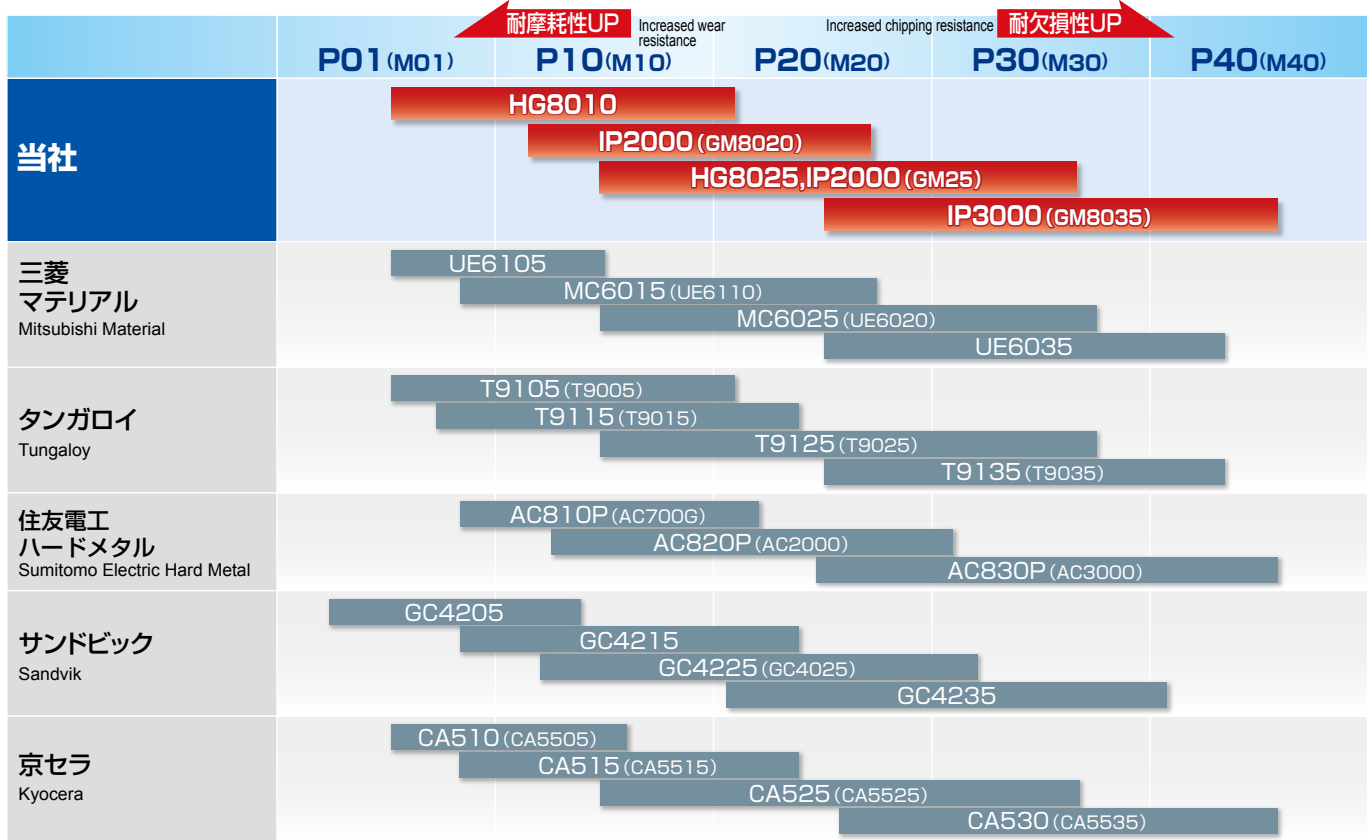 耐摩耗性UP
Increased wear
resistance
Increased chipping resistance
耐欠損性UP
P01(M01)
P10(M10)
P20(M20)
P30(M30)
P40(M40)
当社
HG8010
IP2000(GM8020)
HG8025,IP2000(GM25)
IP3000(GM8035)
三菱
マテリアル
Mitsubishi Material
UE6105
MC6015(UE6110)
MC6025(UE6020)
UE6035
タンガロイ
Tungaloy
T9105(T9005)
T9115(T9015)
T9125(T9025)
T9135(T9035)
住友電工
ハードメタル
Sumitomo Electric Hard Metal
AC810P(AC700G)
AC820P(AC2000)
AC830P(AC3000)
サンドビック
Sandvik
GC4205
GC4215
GC4225(GC4025)
GC4235
京セラ
Kyocera
CA510(CA5505)
CA515(CA5515)
CA525(CA5525)
CA530(CA5535)